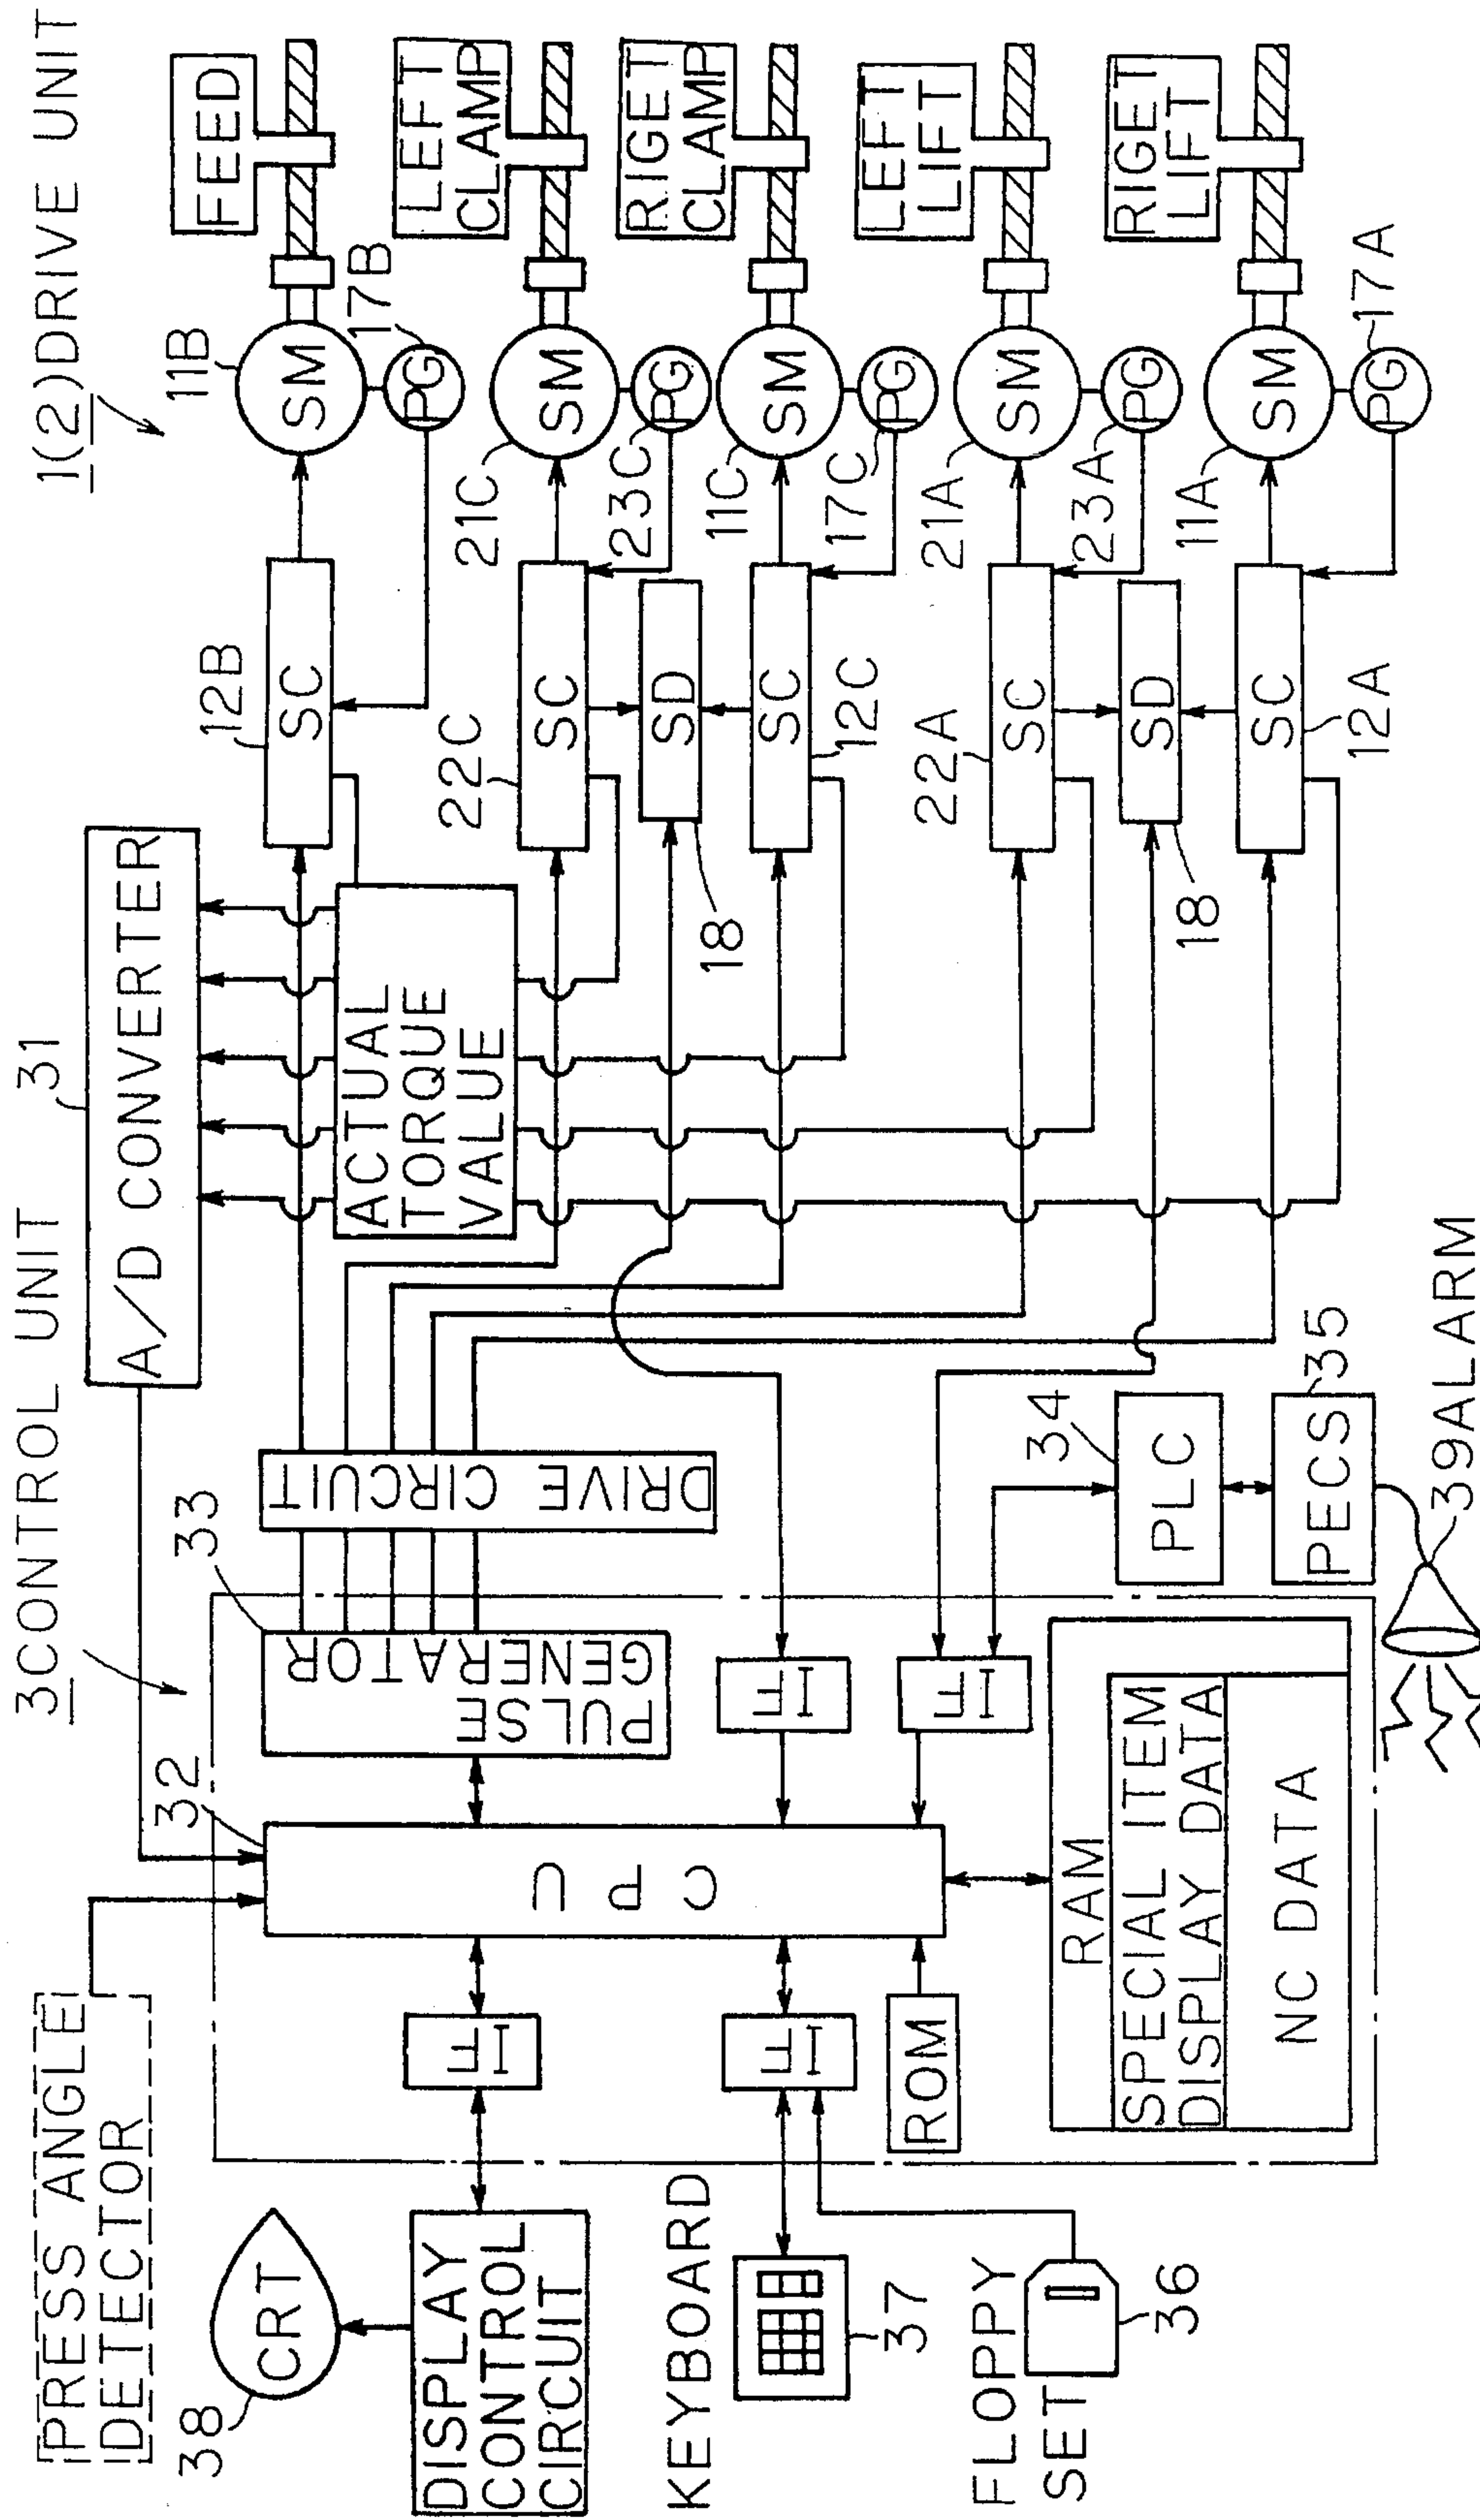 3CONTROL UNIT
1(2)DRIVE UNIT
PRESS ANGLE
DETECTOR
31
A/D CONVERTER
38
CRT
DISPLAY
CONTROL
CIRCUIT
KEYBOARD
37
FLOPPY
SET
36
IF
IF
ROM
32
CPU
33
PULSE
GENERATOR
DRIVE CIRCUIT
IF
IF
RAM
SPECIAL ITEM
DISPLAY DATA
NC DATA
34
PLC
PECS
35
39ALARM
ACTUAL
TORQUE
VALUE
12B
SC
11B
SM
PG
17B
FEED
22C
SC
21C
SM
23C
PG
LEFT
CLAMP
SD
18
SC
12C
11C
SM
17C
PG
RIGET
CLAMP
22A
SC
21A
SM
23A
PG
LEFT
LIFT
SD
18
SC
12A
11A
SM
PG
17A
RIGET
LIFT